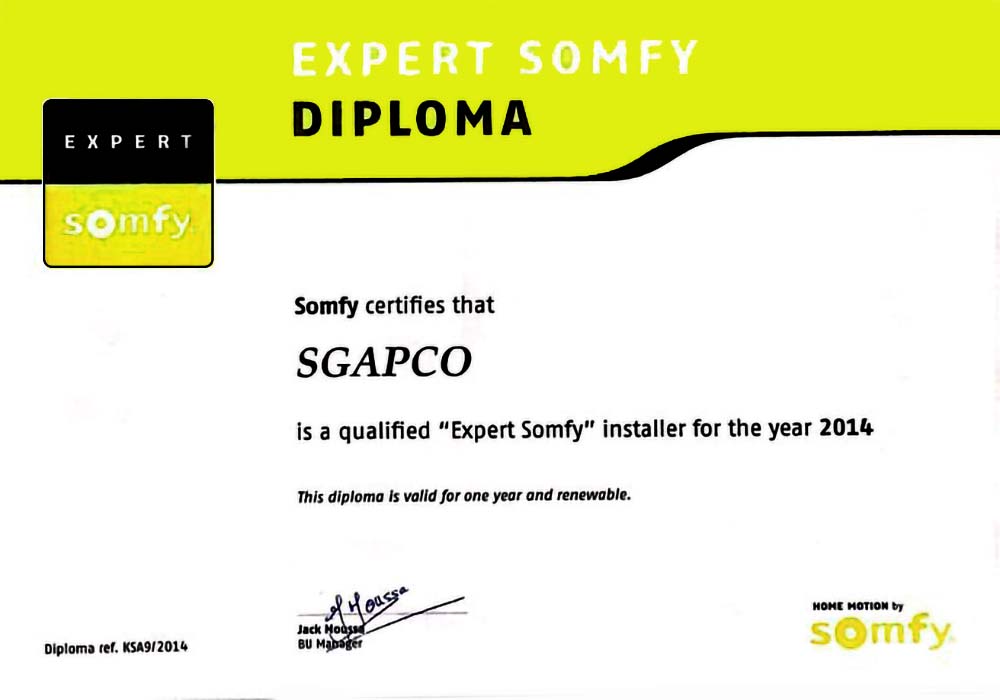 EXPERT SOMFY
DIPLOMA
EXPERT
somfy
Somfy certifies that
SGAPCO
is a qualified “Expert Somfy” installer for the year 2014
This diploma is valid for one year and renewable.
J Moussa
Jack Moussa
BU Manager
Diploma ref. KSA9/2014
HOME MOTION by
somfy.